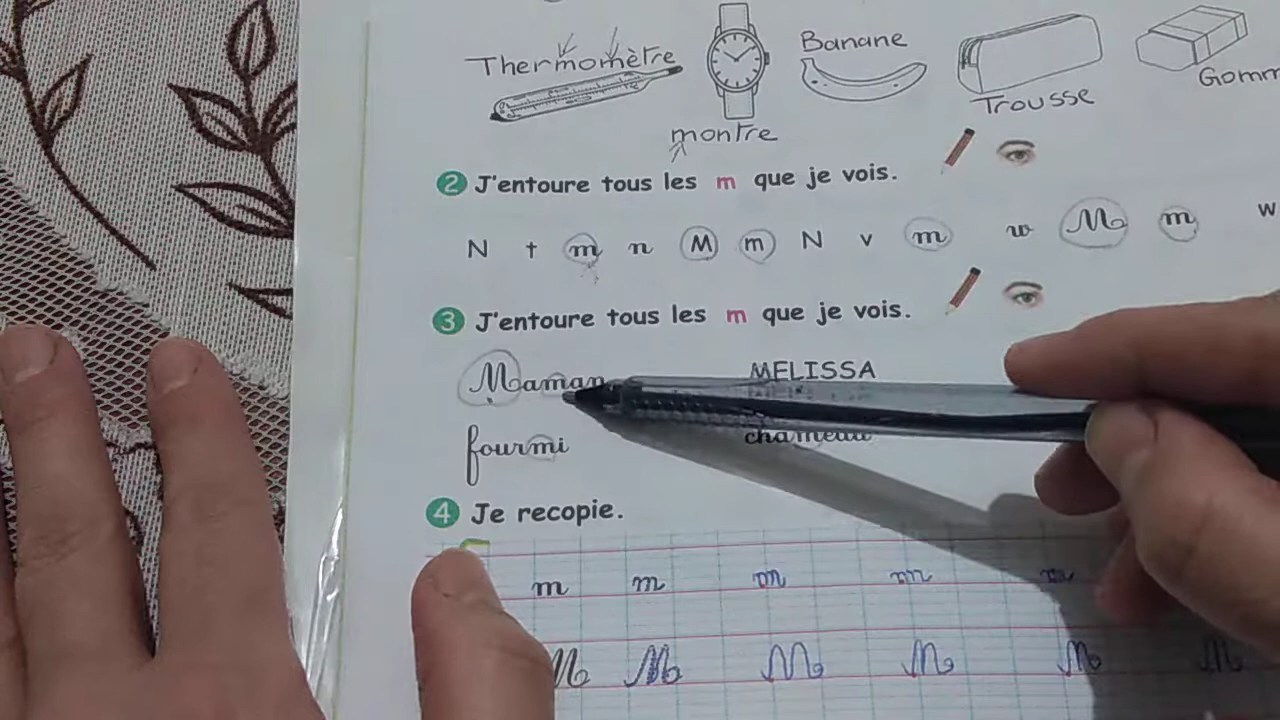 Thermomètre
Banane
Trousse
montre
2 J'entoure tous les m que je vois.
N t m n M m N v m w M m w
3 J'entoure tous les m que je vois.
Maman MELISSA
fourmi chameau
4 Je recopie.
m m m m m
M M M M M M